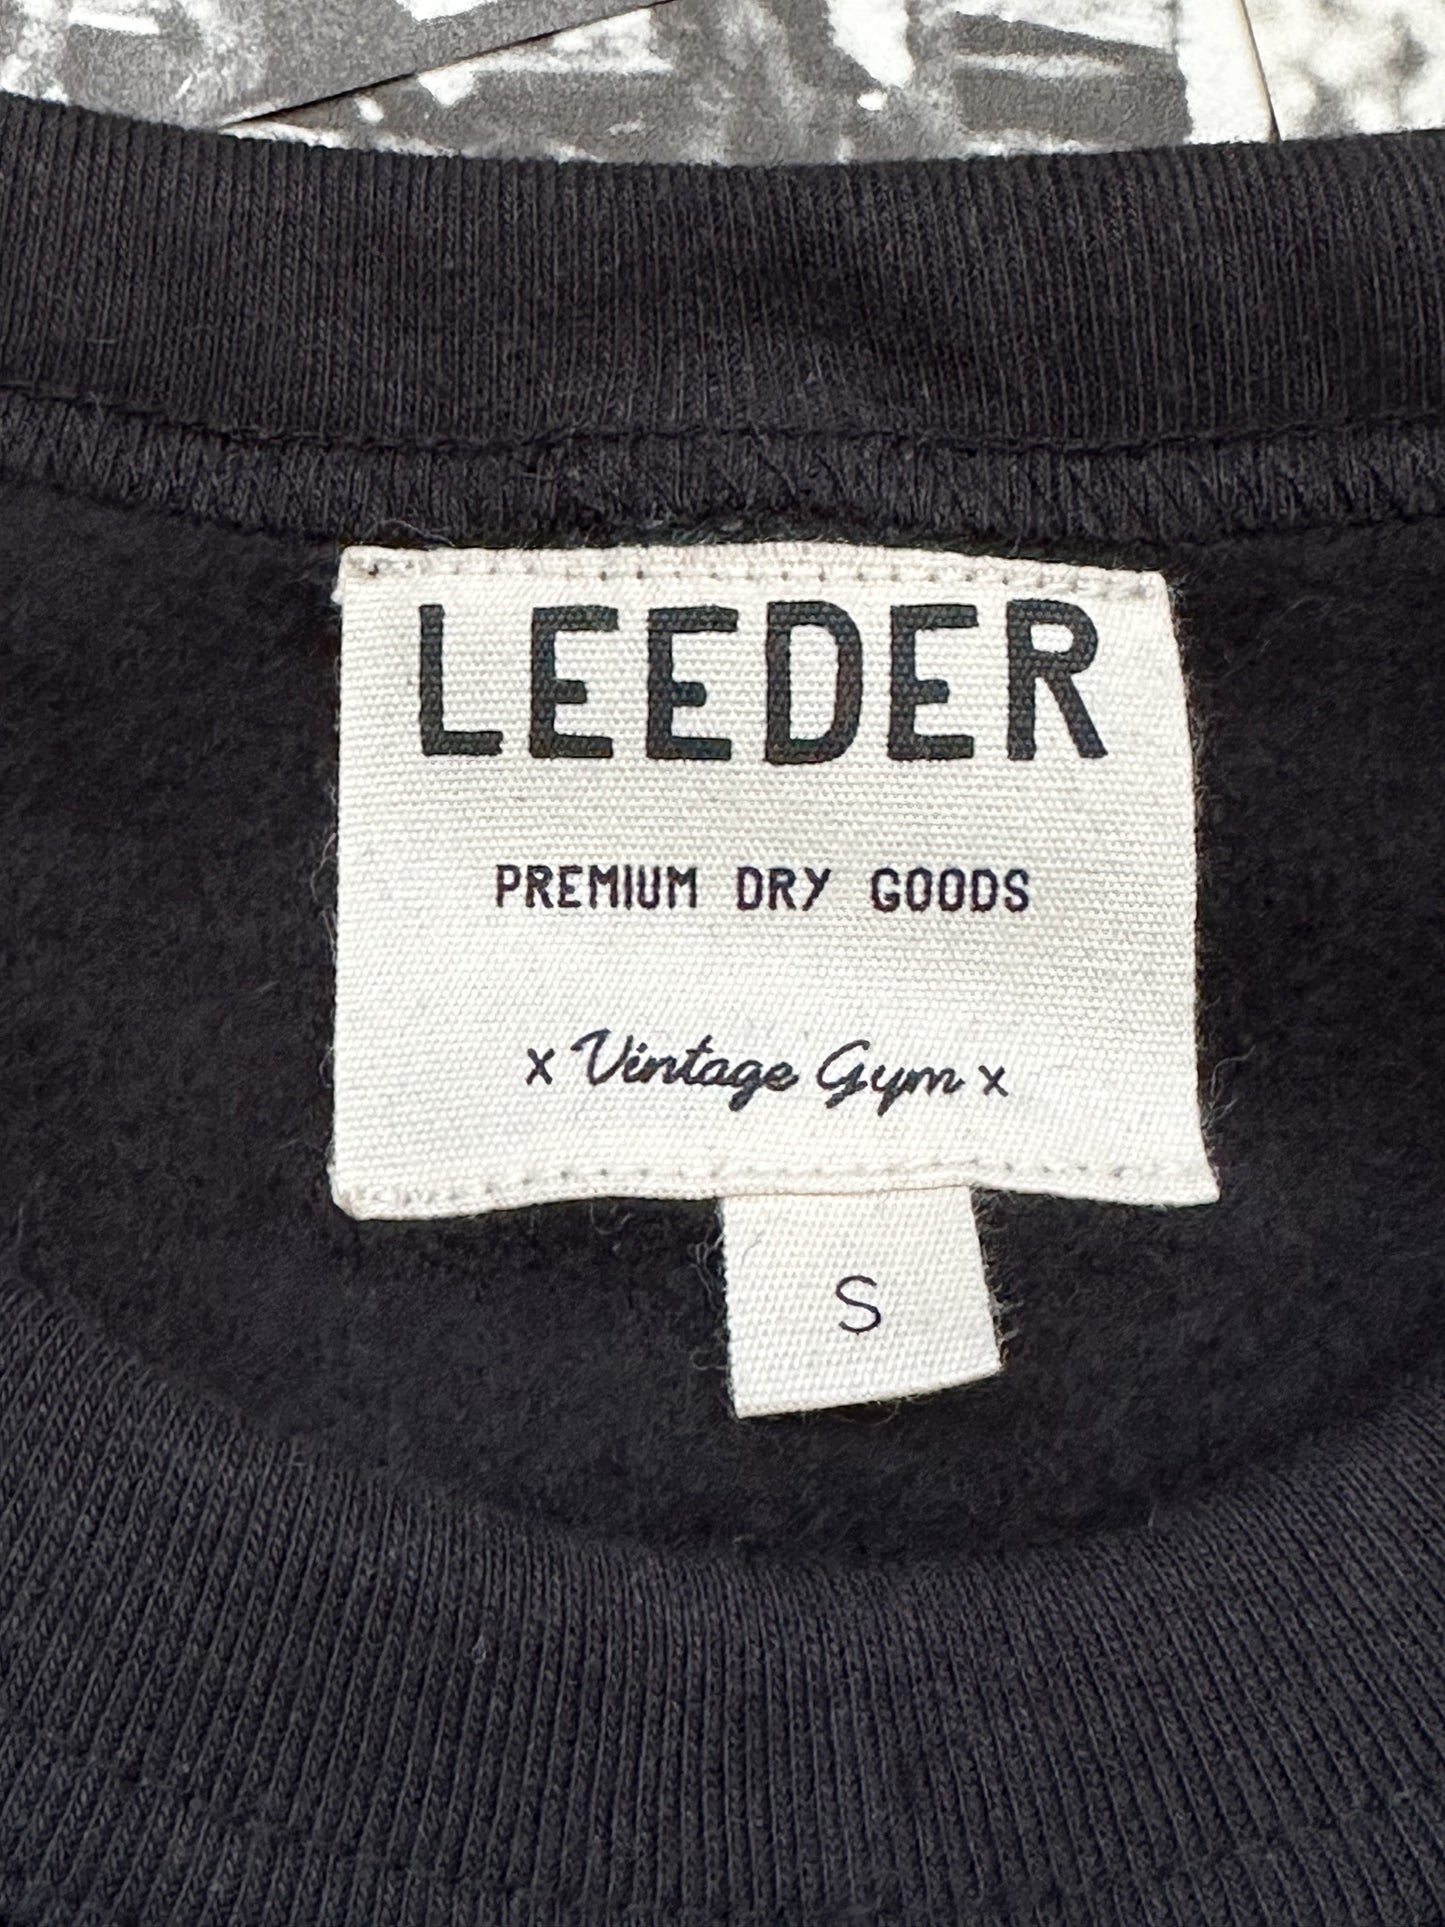 LEEDER
PREMIUM DRY GOODS
x Vintage Gym x
S